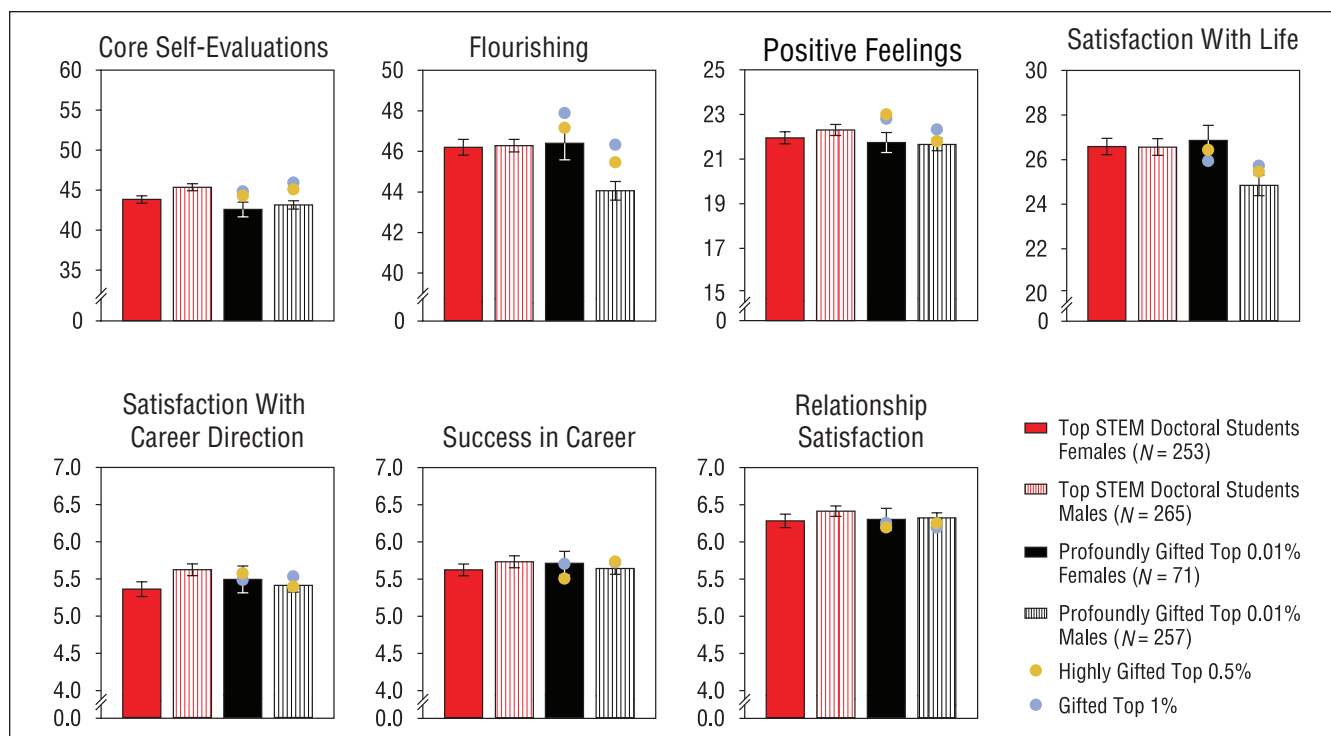 Core Self-Evaluations
60
55
50
45
40
35
0
Flourishing
50
48
46
44
42
40
0
Positive Feelings
25
23
21
19
17
15
0
Satisfaction With Life
30
28
26
24
22
20
0
Satisfaction With
Career Direction
7.0
6.5
6.0
5.5
5.0
4.5
4.0
0.0
Success in Career
7.0
6.5
6.0
5.5
5.0
4.5
4.0
0.0
Relationship
Satisfaction
7.0
6.5
6.0
5.5
5.0
4.5
4.0
0.0
Top STEM Doctoral Students
Females (N = 253)
Top STEM Doctoral Students
Males (N = 265)
Profoundly Gifted Top 0.01%
Females (N = 71)
Profoundly Gifted Top 0.01%
Males (N = 257)
Highly Gifted Top 0.5%
Gifted Top 1%